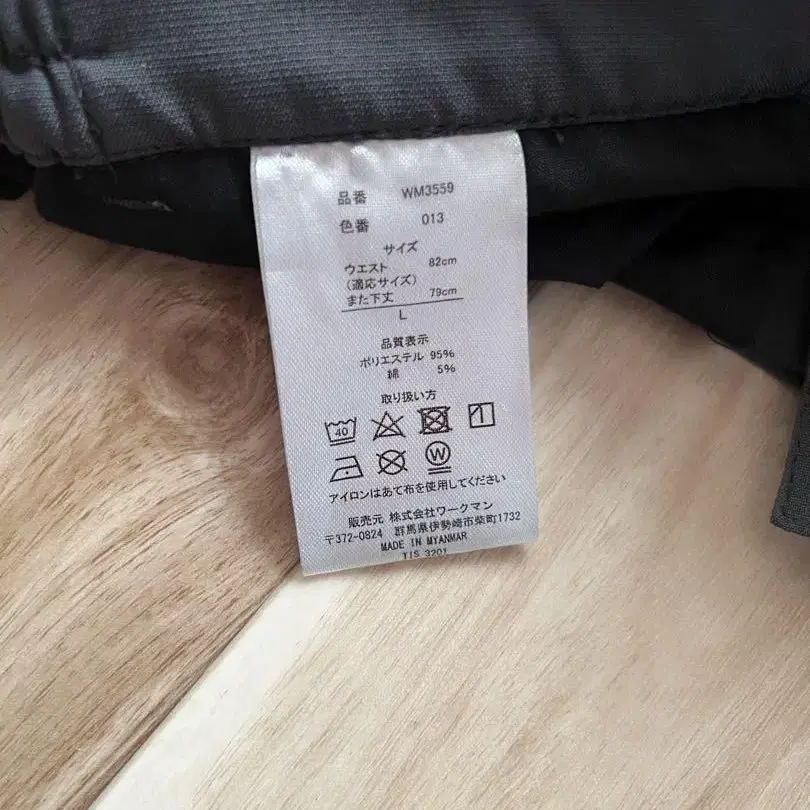 品番 WM3559
色番 013
サイズ
ウエスト 82cm
(適応サイズ)
また下丈 79cm
L
品質表示
ポリエステル 95%
綿 5%
取り扱い方
40
W
アイロンはあて布を使用してください
販売元 株式会社ワークマン
〒372-0824 群馬県伊勢崎市柴町1732
MADE IN MYANMAR
TIS 3201